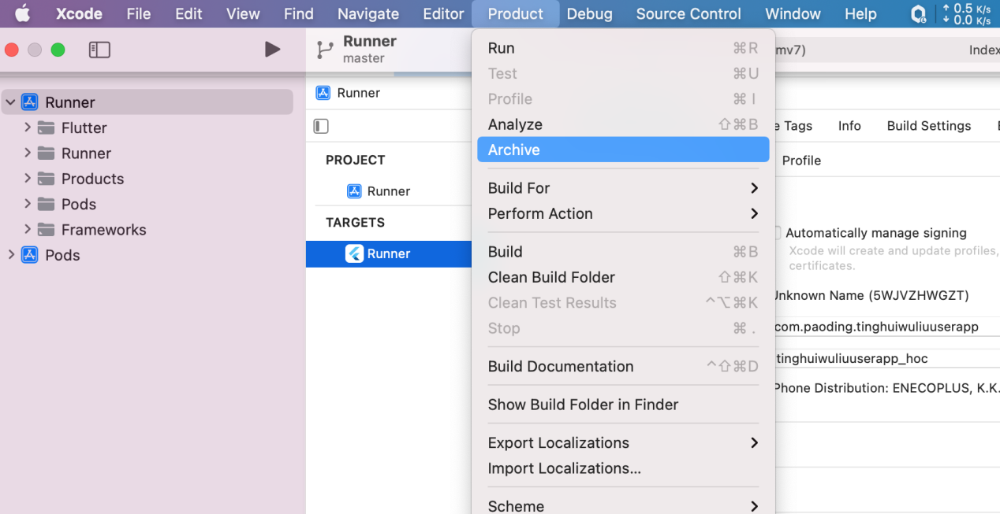 Xcode File Edit View Find Navigate Editor Product Debug Source Control Window Help
0.5 K/s
0.0 K/s
Runner
master
mv7)
Index
Runner
Flutter
Runner
Products
Pods
Frameworks
Pods
Runner
PROJECT
Runner
TARGETS
Runner
Run ⌘R
Test ⌘U
Profile ⌘I
Analyze ⇧⌘B
Archive
Build For
Perform Action
Build ⌘B
Clean Build Folder ⇧⌘K
Clean Test Results ^⌥⌘K
Stop ⌘.
Build Documentation ^⇧⌘D
Show Build Folder in Finder
Export Localizations
Import Localizations...
Scheme
e Tags Info Build Settings
Profile
Automatically manage signing
Xcode will create and update profiles,
certificates.
Unknown Name (5WJVZHWGZT)
com.paoding.tinghuiwuliuuserapp
tinghuiwuliuuserapp_hoc
Phone Distribution: ENECOPLUS, K.K.